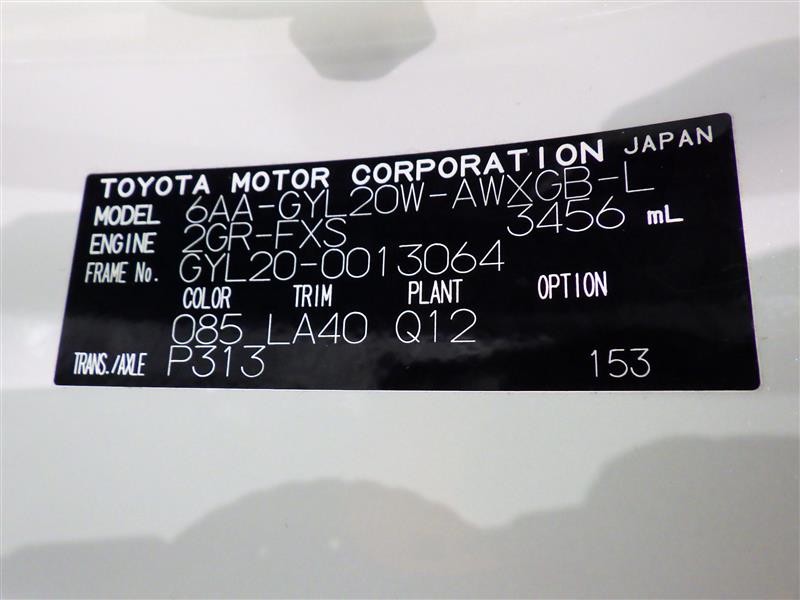 TOYOTA MOTOR CORPORATION JAPAN
MODEL 6AA-GYL20W-AWXGB-L
ENGINE 2GR-FXS 3456 mL
FRAME No. GYL20-0013064
COLOR TRIM PLANT OPTION
085 LA40 Q12
TRANS./AXLE P313 153